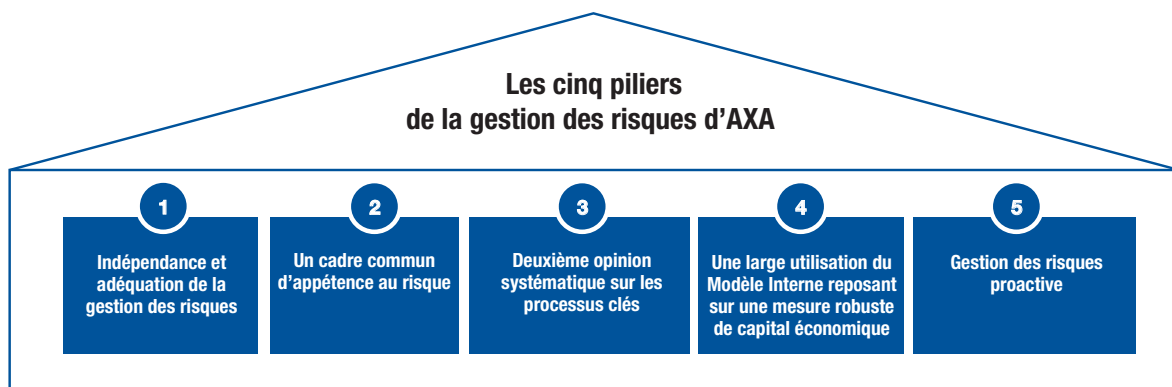 Les cinq piliers
de la gestion des risques d’AXA
1
Indépendance et
adéquation de la
gestion des risques
2
Un cadre commun
d’appétence au risque
3
Deuxième opinion
systématique sur les
processus clés
4
Une large utilisation du
Modèle Interne reposant
sur une mesure robuste
de capital économique
5
Gestion des risques
proactive